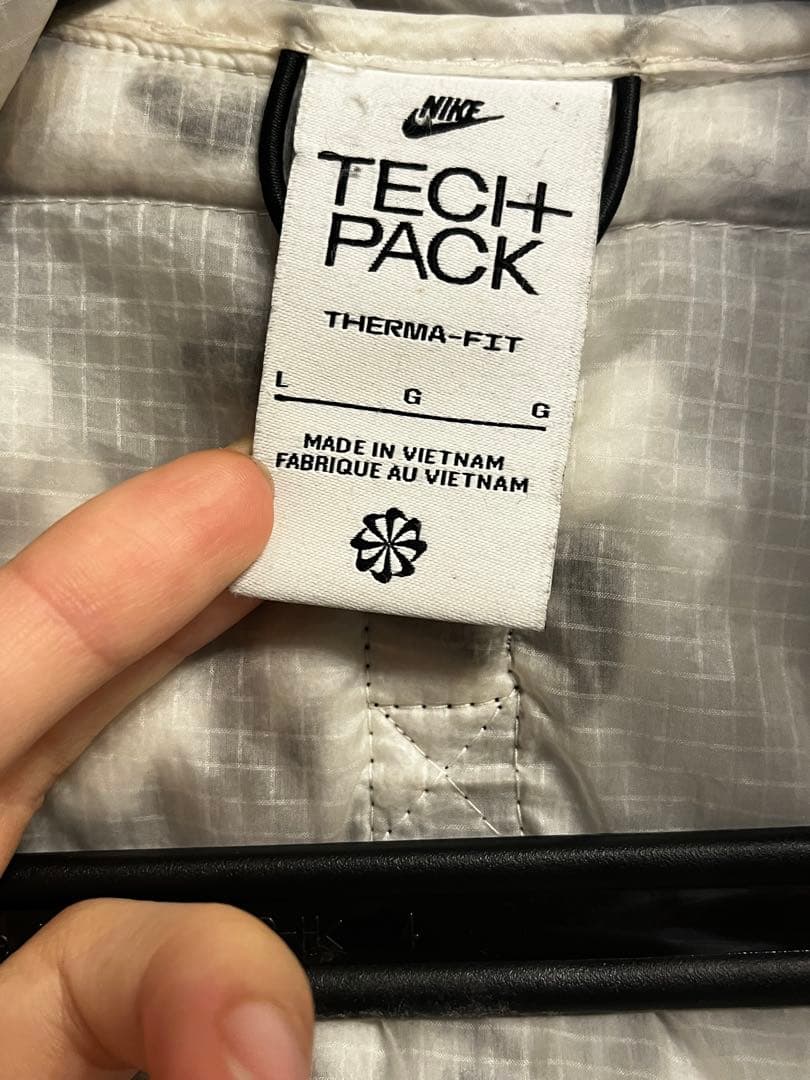 NIKE
TECH
PACK
THERMA-FIT
L G G
MADE IN VIETNAM
FABRIQUE AU VIETNAM